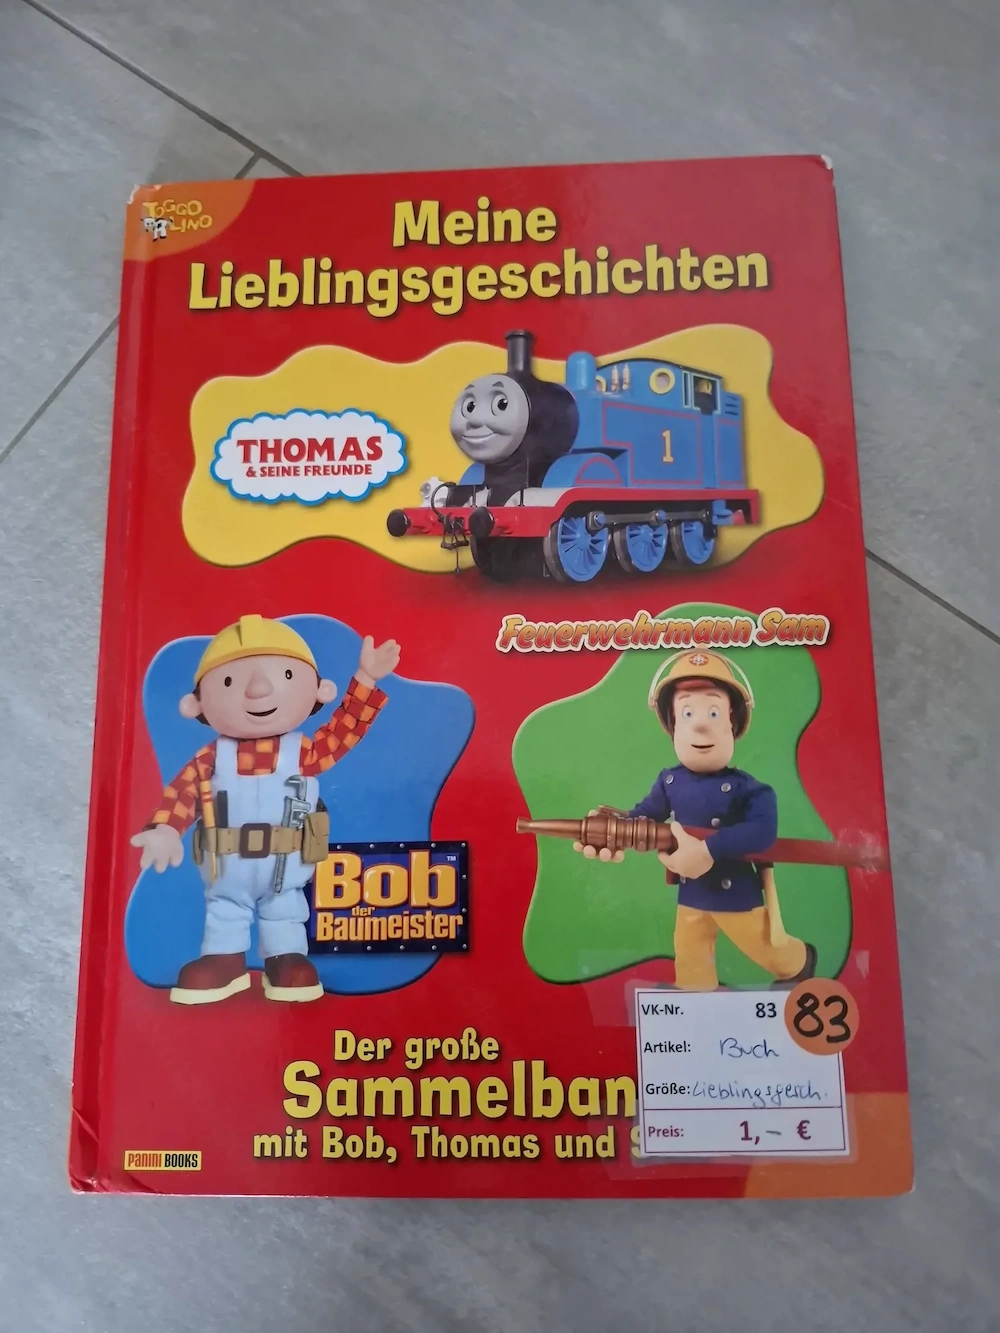 TOGGO
LINO
Meine
Lieblingsgeschichten
THOMAS
& SEINE FREUNDE
1
Feuerwehrmann Sam
Bob™
der
Baumeister
Der große
Sammelban
mit Bob, Thomas und S
PANINI BOOKS
VK-Nr. 83
83
Artikel: Buch
Größe: Lieblingsgesch.
Preis: 1,- €